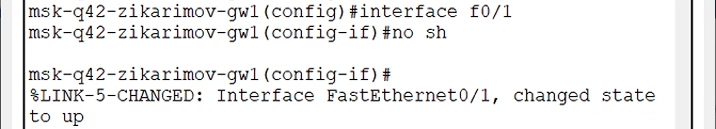 msk-q42-zikarimov-gw1(config)#interface f0/1
msk-q42-zikarimov-gw1(config-if)#no sh
msk-q42-zikarimov-gw1(config-if)#
%LINK-5-CHANGED: Interface FastEthernet0/1, changed state
to up